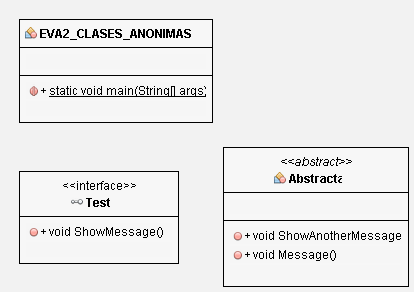 EVA2_CLASES_ANONIMAS
+ static void main(String[] args)
<<interface>>
Test
+ void ShowMessage()
<<abstract>>
Abstracta
+ void ShowAnotherMessage
+ void Message()